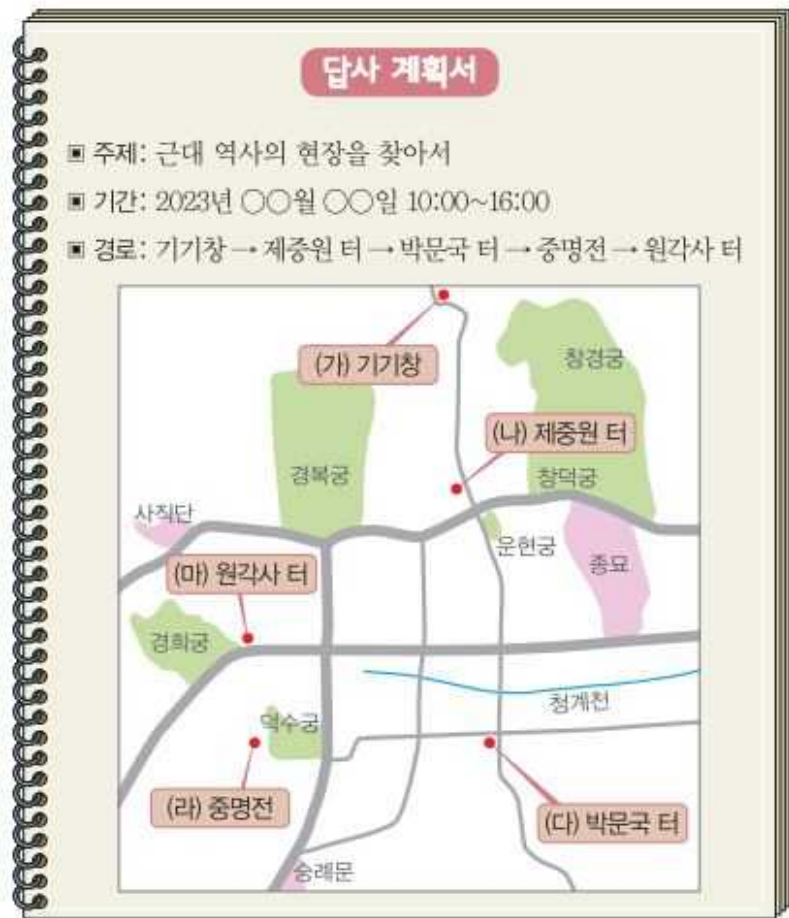 답사 계획서
▣ 주제: 근대 역사의 현장을 찾아서
▣ 기간: 2023년 ○○월 ○○일 10:00~16:00
▣ 경로: 기기창 → 제중원 터 → 박문국 터 → 중명전 → 원각사 터
(가) 기기창
창경궁
(나) 제중원 터
경복궁
창덕궁
사직단
운현궁
종묘
(마) 원각사 터
경희궁
청계천
덕수궁
(라) 중명전
(다) 박문국 터
숭례문